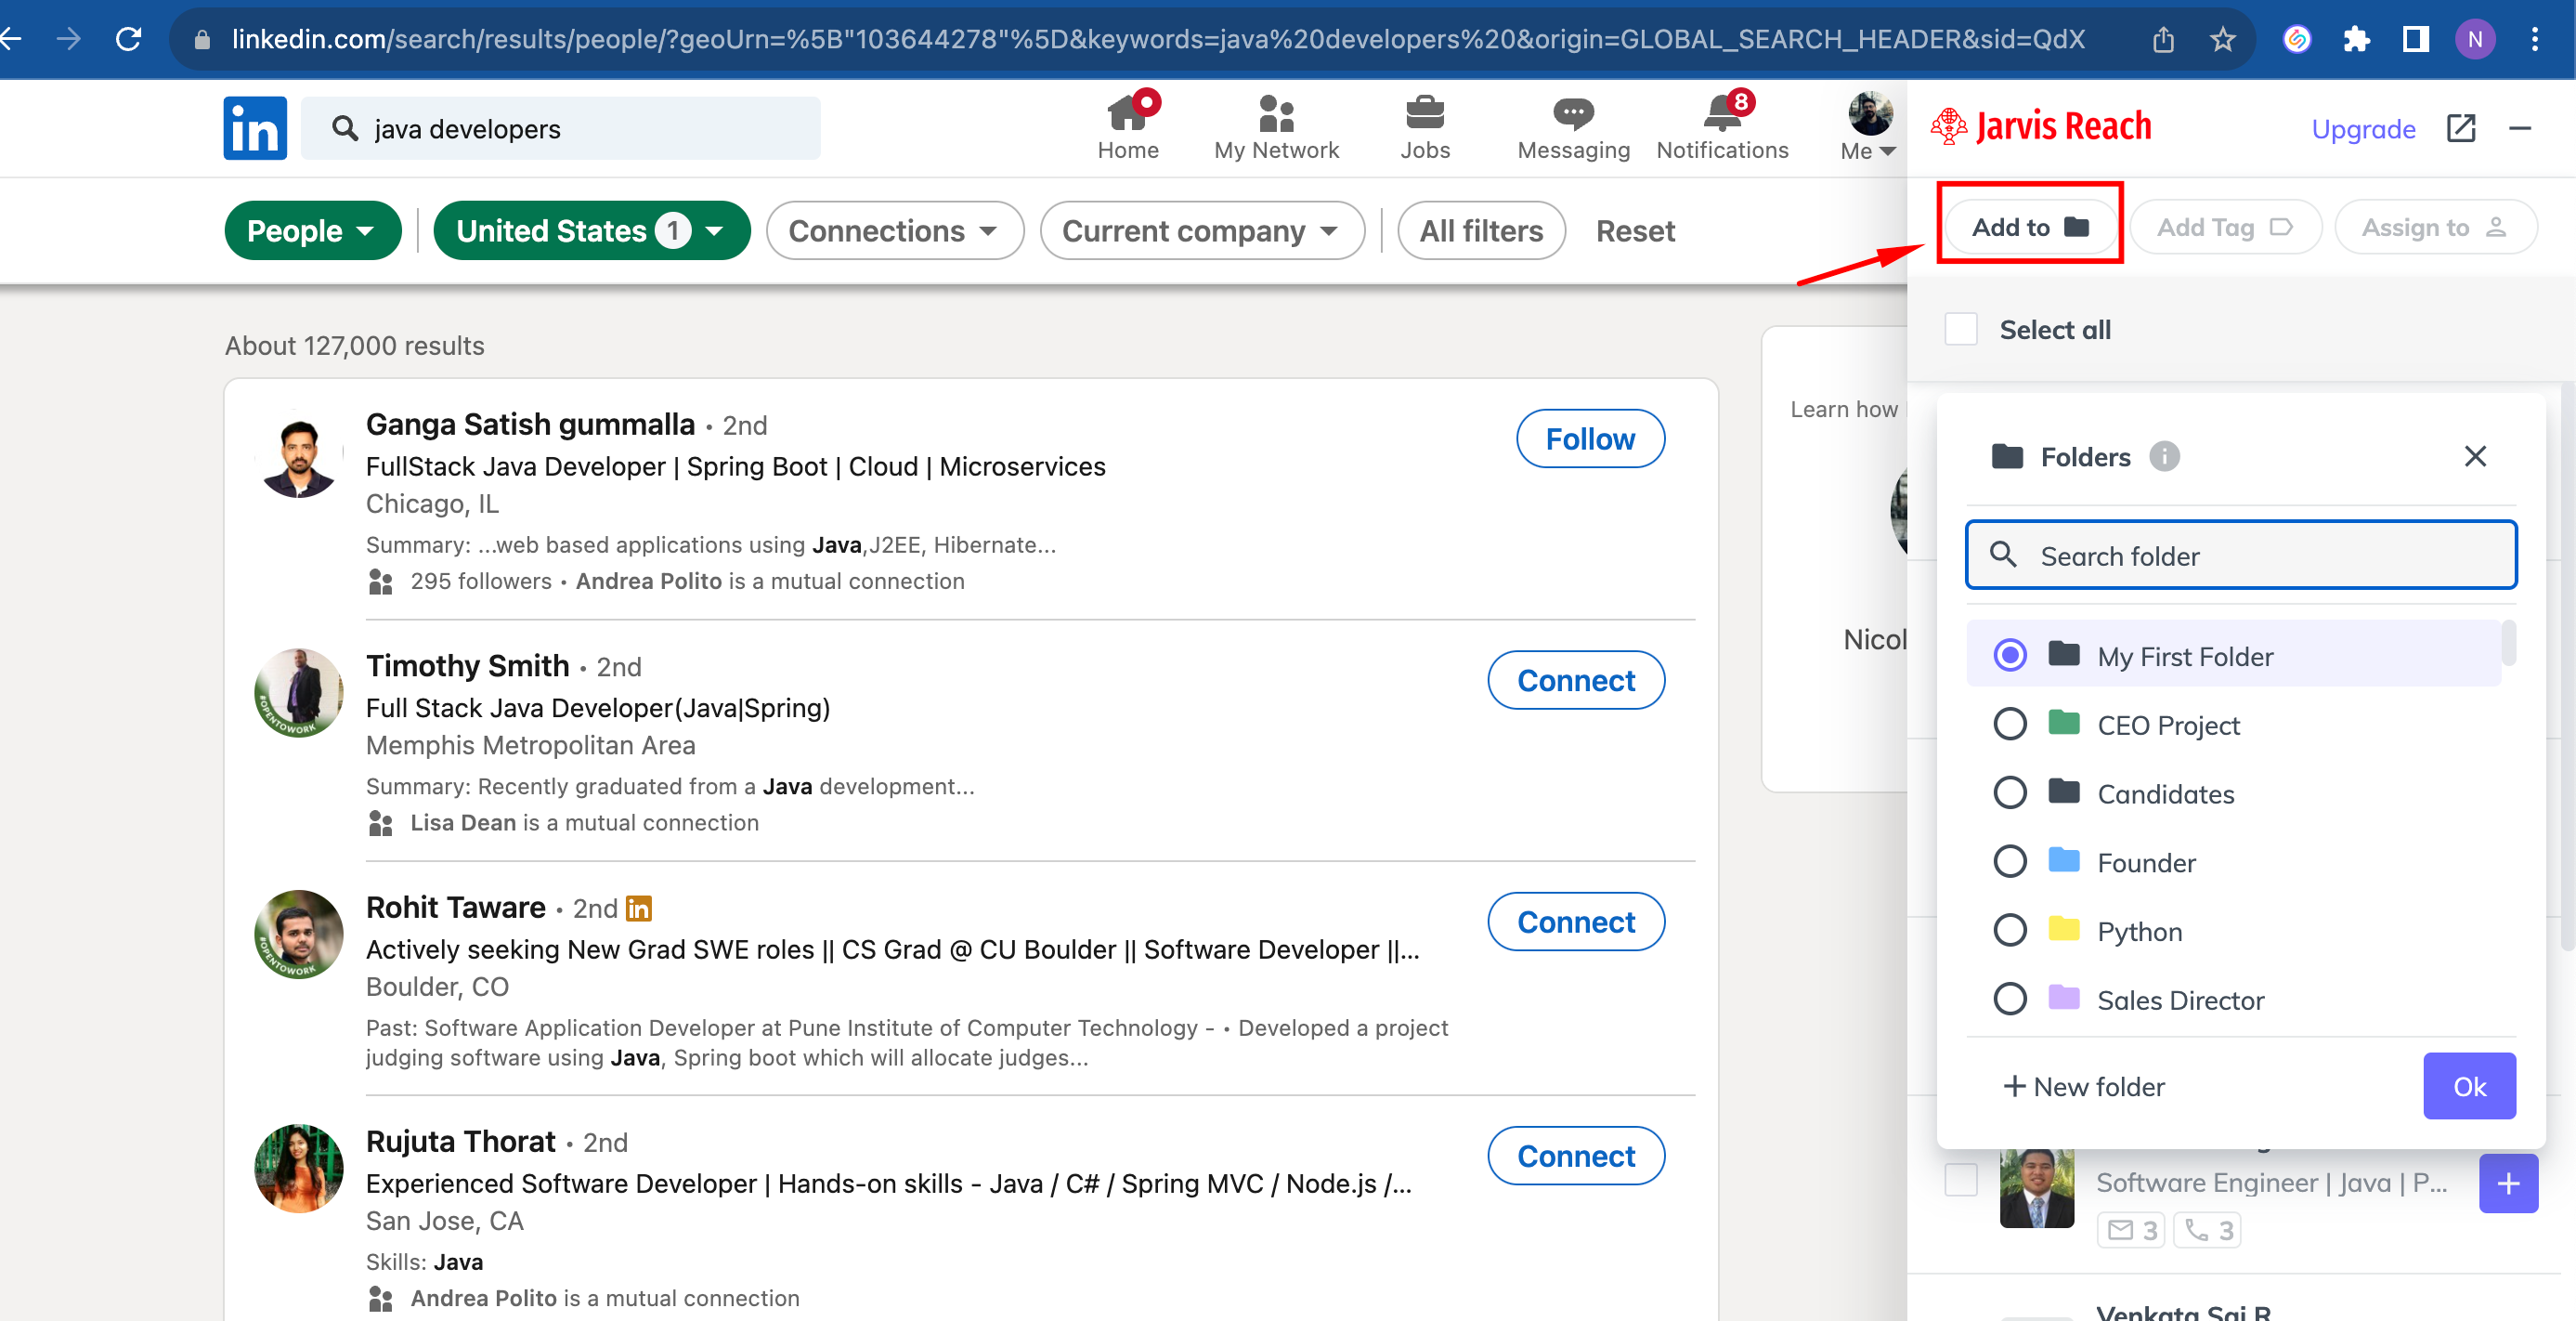 linkedin.com/search/results/people/?geoUrn=%5B"103644278"%5D&keywords=java%20developers%20&origin=GLOBAL_SEARCH_HEADER&sid=QdX
N
in
java developers
Home
My Network
Jobs
Messaging
8
Notifications
Me
People
United States 1
Connections
Current company
All filters
Reset
About 127,000 results
Ganga Satish gummalla • 2nd
Follow
FullStack Java Developer | Spring Boot | Cloud | Microservices
Chicago, IL
Summary: ...web based applications using Java,J2EE, Hibernate...
295 followers • Andrea Polito is a mutual connection
Timothy Smith • 2nd
Connect
Full Stack Java Developer(Java|Spring)
Memphis Metropolitan Area
Summary: Recently graduated from a Java development...
Lisa Dean is a mutual connection
#OPENTOWORK
Rohit Taware • 2nd in
Connect
Actively seeking New Grad SWE roles || CS Grad @ CU Boulder || Software Developer ||...
Boulder, CO
Past: Software Application Developer at Pune Institute of Computer Technology - • Developed a project
judging software using Java, Spring boot which will allocate judges...
#OPENTOWORK
Rujuta Thorat • 2nd
Connect
Experienced Software Developer | Hands-on skills - Java / C# / Spring MVC / Node.js /...
San Jose, CA
Skills: Java
Andrea Polito is a mutual connection
Learn how
Nicol
Jarvis Reach
Upgrade
Add to
Add Tag
Assign to
Select all
Folders
Search folder
My First Folder
CEO Project
Candidates
Founder
Python
Sales Director
+ New folder
Ok
Software Engineer | Java | P...
3
3
Venkata Sai R